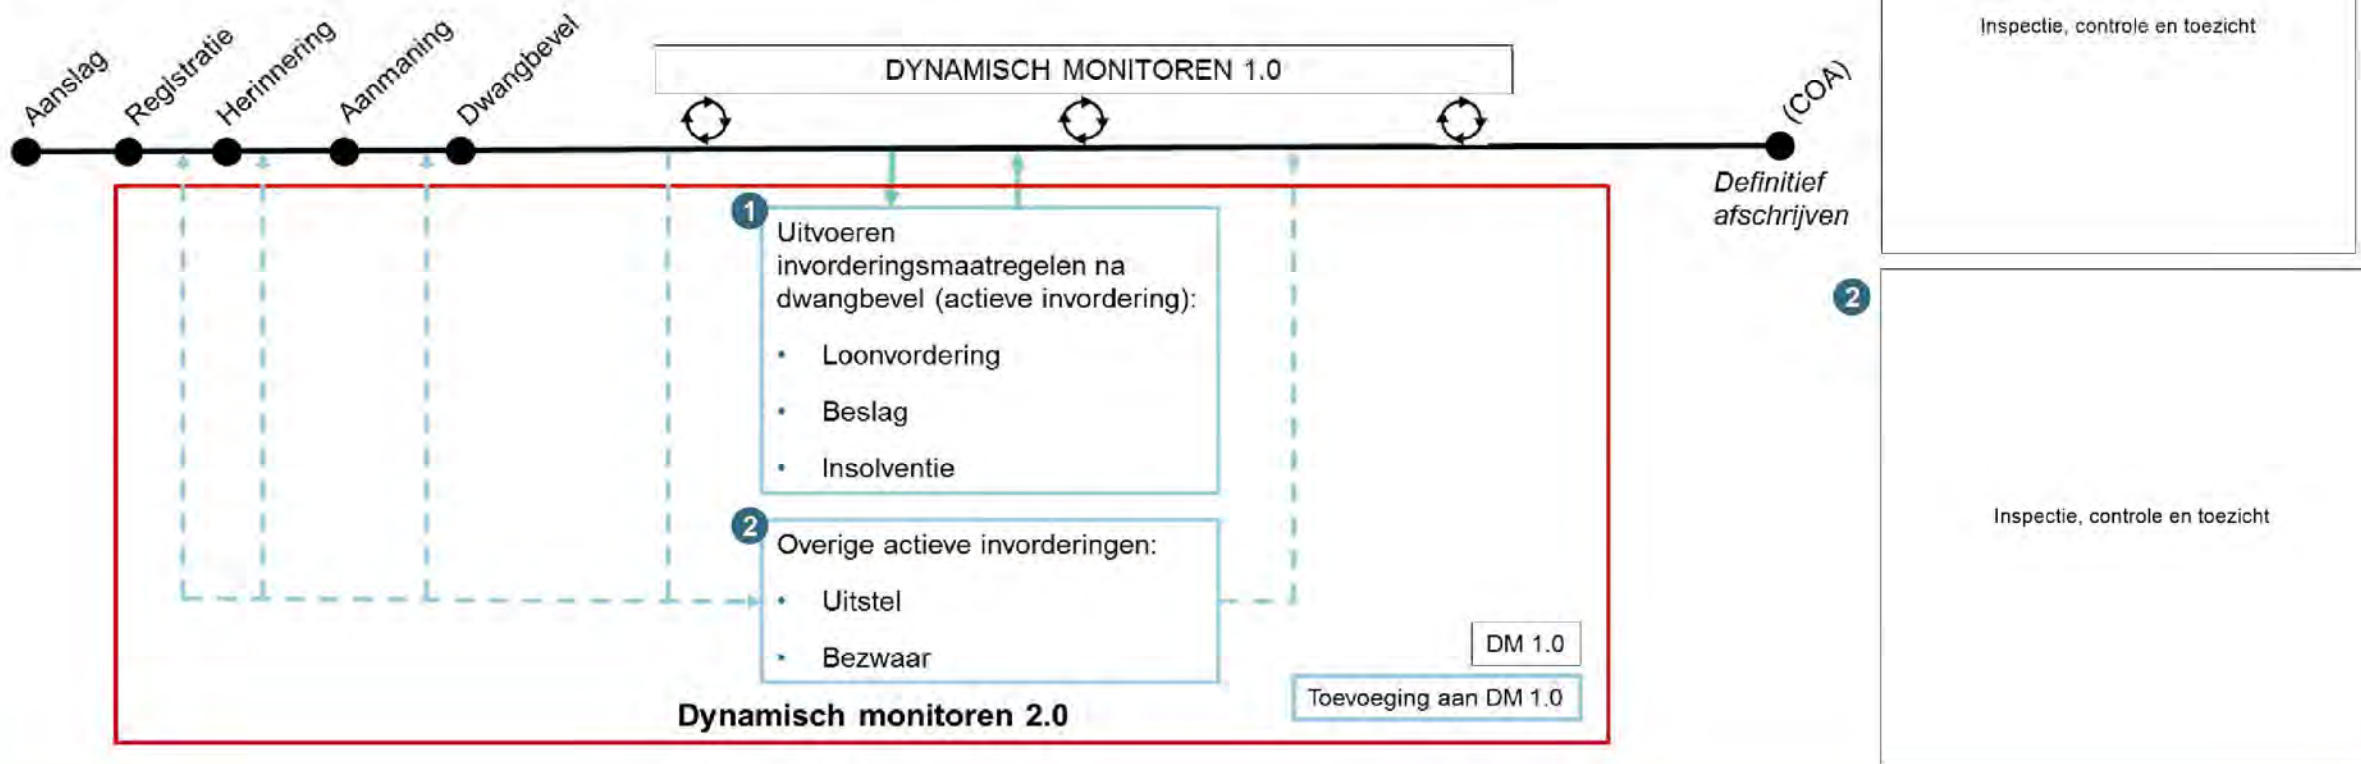 Aanslag
Registratie
Herinnering
Aanmaning
Dwangbevel
DYNAMISCH MONITOREN 1.0
(COA)
Definitief
afschrijven
1
Uitvoeren
invorderingsmaatregelen na
dwangbevel (actieve invordering):
• Loonvordering
• Beslag
• Insolventie
2
Overige actieve invorderingen:
• Uitstel
• Bezwaar
DM 1.0
Toevoeging aan DM 1.0
Dynamisch monitoren 2.0
Inspectie, controle en toezicht
2
Inspectie, controle en toezicht